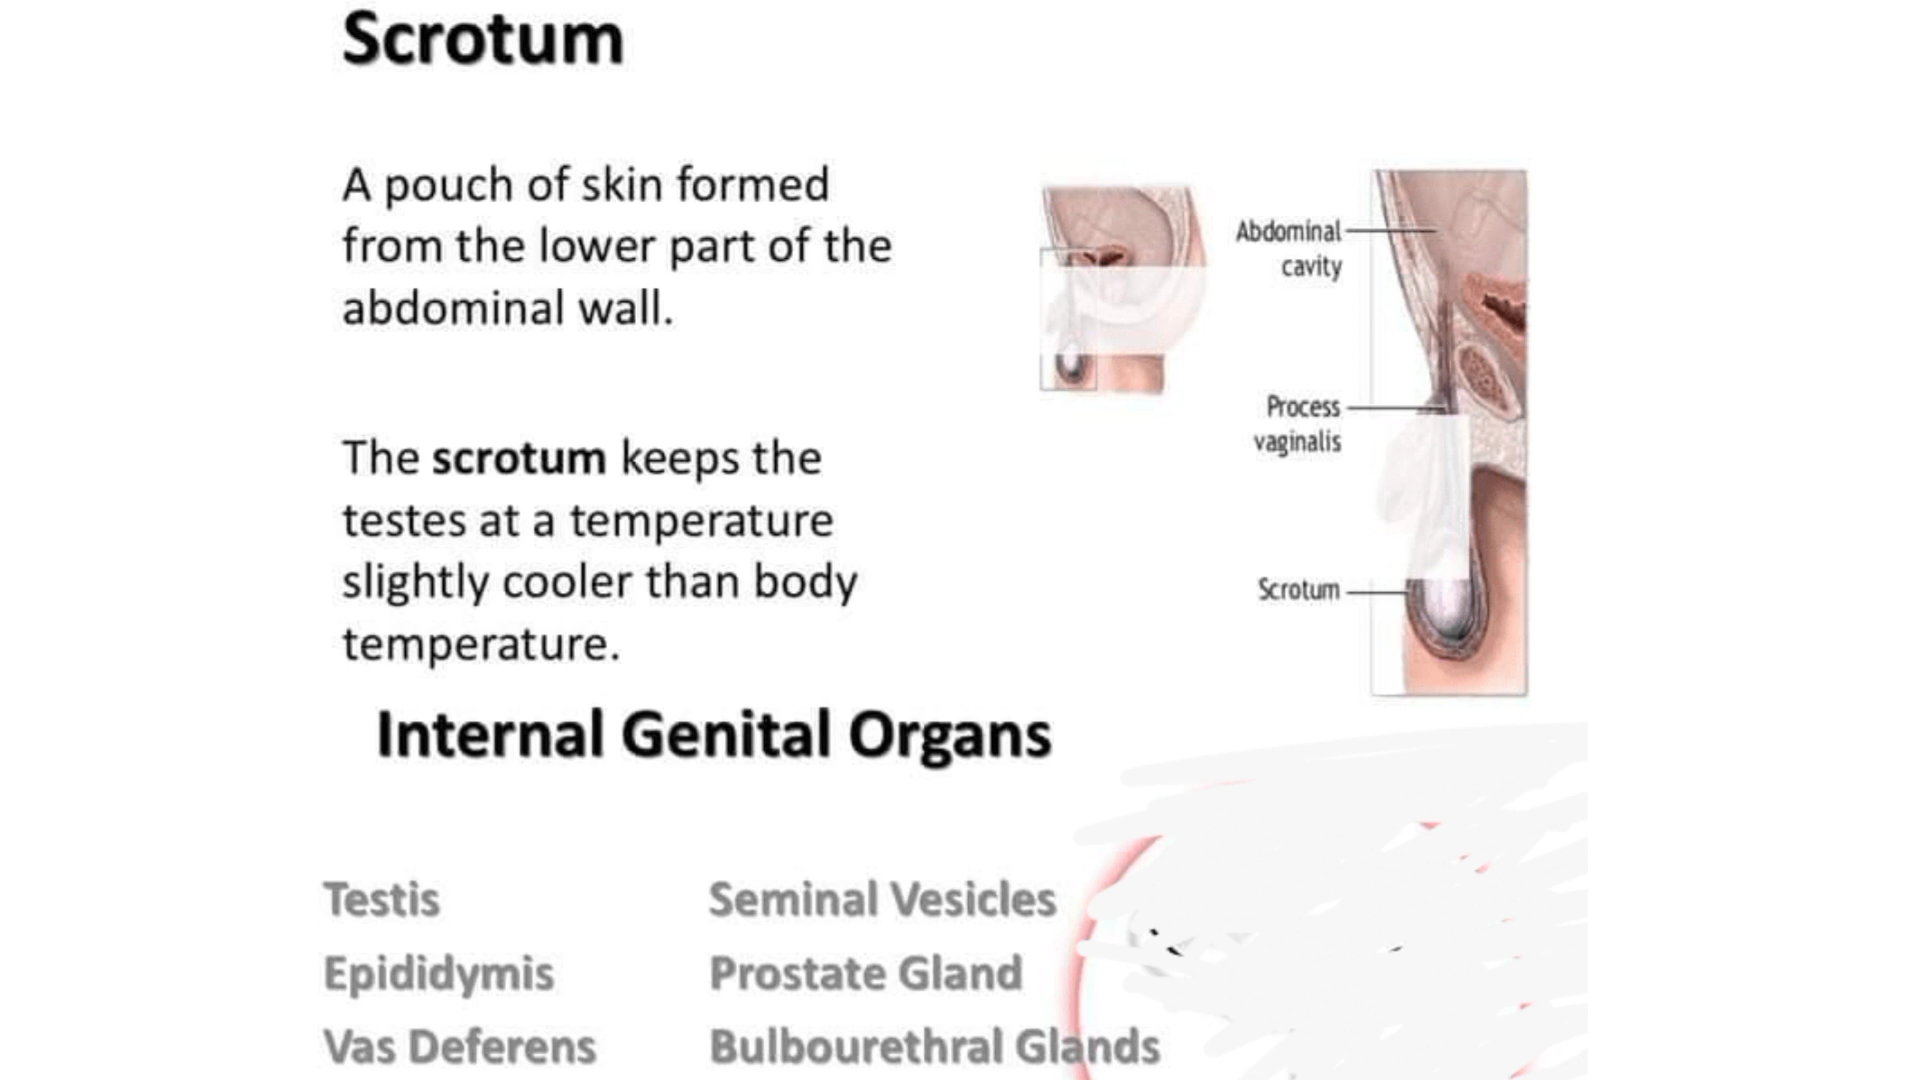 Scrotum
A pouch of skin formed
from the lower part of the
abdominal wall.
The scrotum keeps the
testes at a temperature
slightly cooler than body
temperature.
Abdominal
cavity
Process
vaginalis
Scrotum
Internal Genital Organs
Testis
Epididymis
Vas Deferens
Seminal Vesicles
Prostate Gland
Bulbourethral Glands